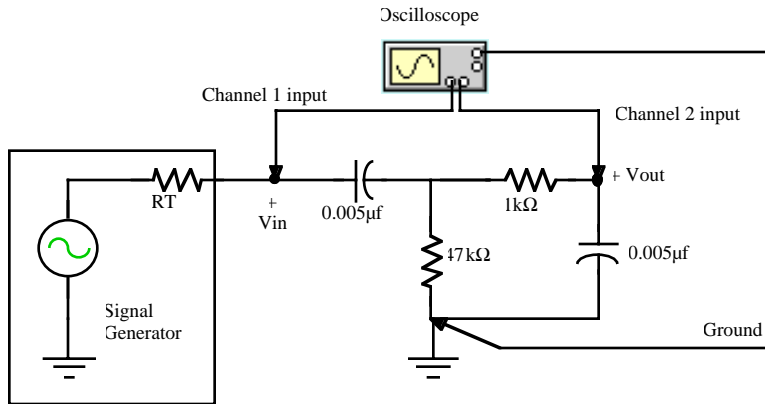 Oscilloscope
Channel 1 input
Channel 2 input
+ Vout
RT
+
Vin
0.005µf
1kΩ
47kΩ
0.005µf
Signal
Generator
Ground